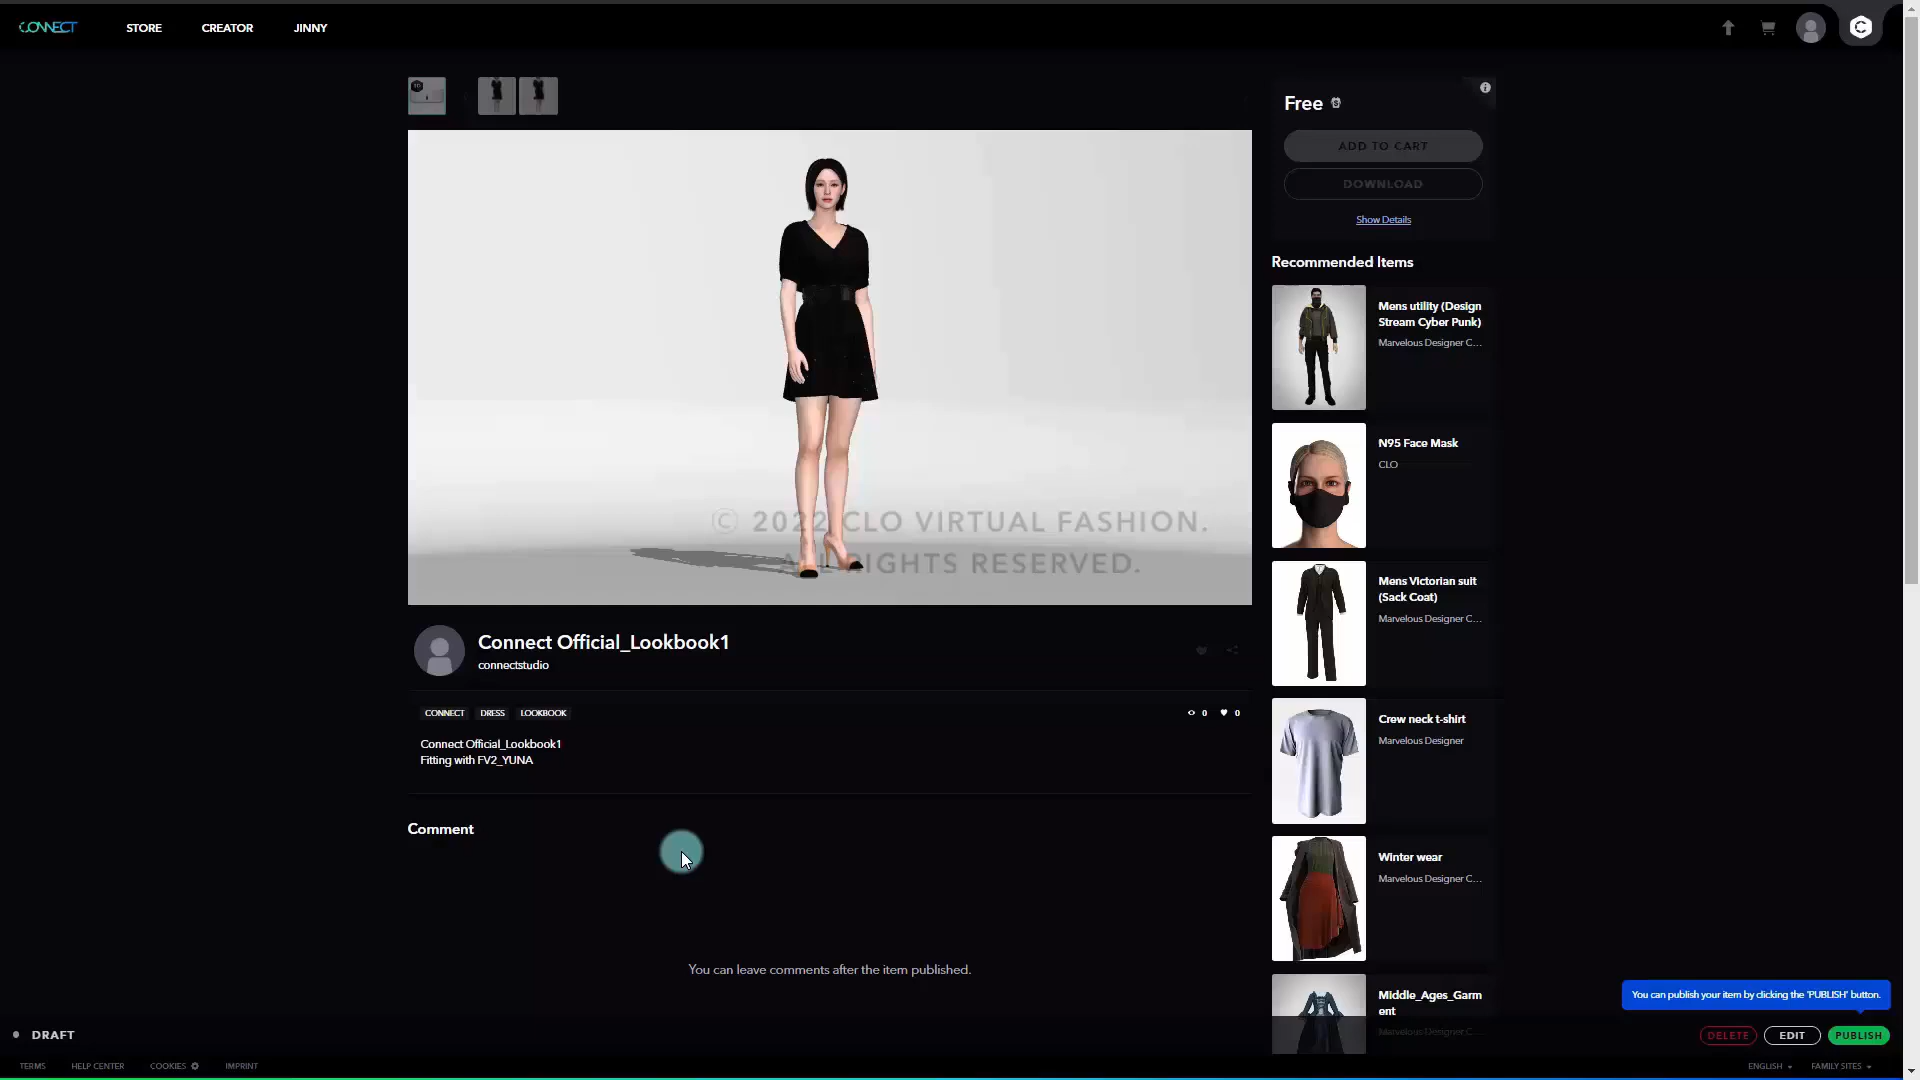 CONNECT
STORE
CREATOR
JINNY
Free
ADD TO CART
DOWNLOAD
Show Details
© 2022 CLO VIRTUAL FASHION.
ALL RIGHTS RESERVED.
Connect Official_Lookbook1
connectstudio
CONNECT
DRESS
LOOKBOOK
0
0
Connect Official_Lookbook1
Fitting with FV2_YUNA
Comment
You can leave comments after the item published.
Recommended Items
Mens utility (Design
Stream Cyber Punk)
Marvelous Designer C...
N95 Face Mask
CLO
Mens Victorian suit
(Sack Coat)
Marvelous Designer C...
Crew neck t-shirt
Marvelous Designer
Winter wear
Marvelous Designer C...
Middle_Ages_Garm
ent
Marvelous Designer C...
You can publish your item by clicking the 'PUBLISH' button.
DRAFT
DELETE
EDIT
PUBLISH
TERMS
HELP CENTER
COOKIES
IMPRINT
ENGLISH
FAMILY SITES